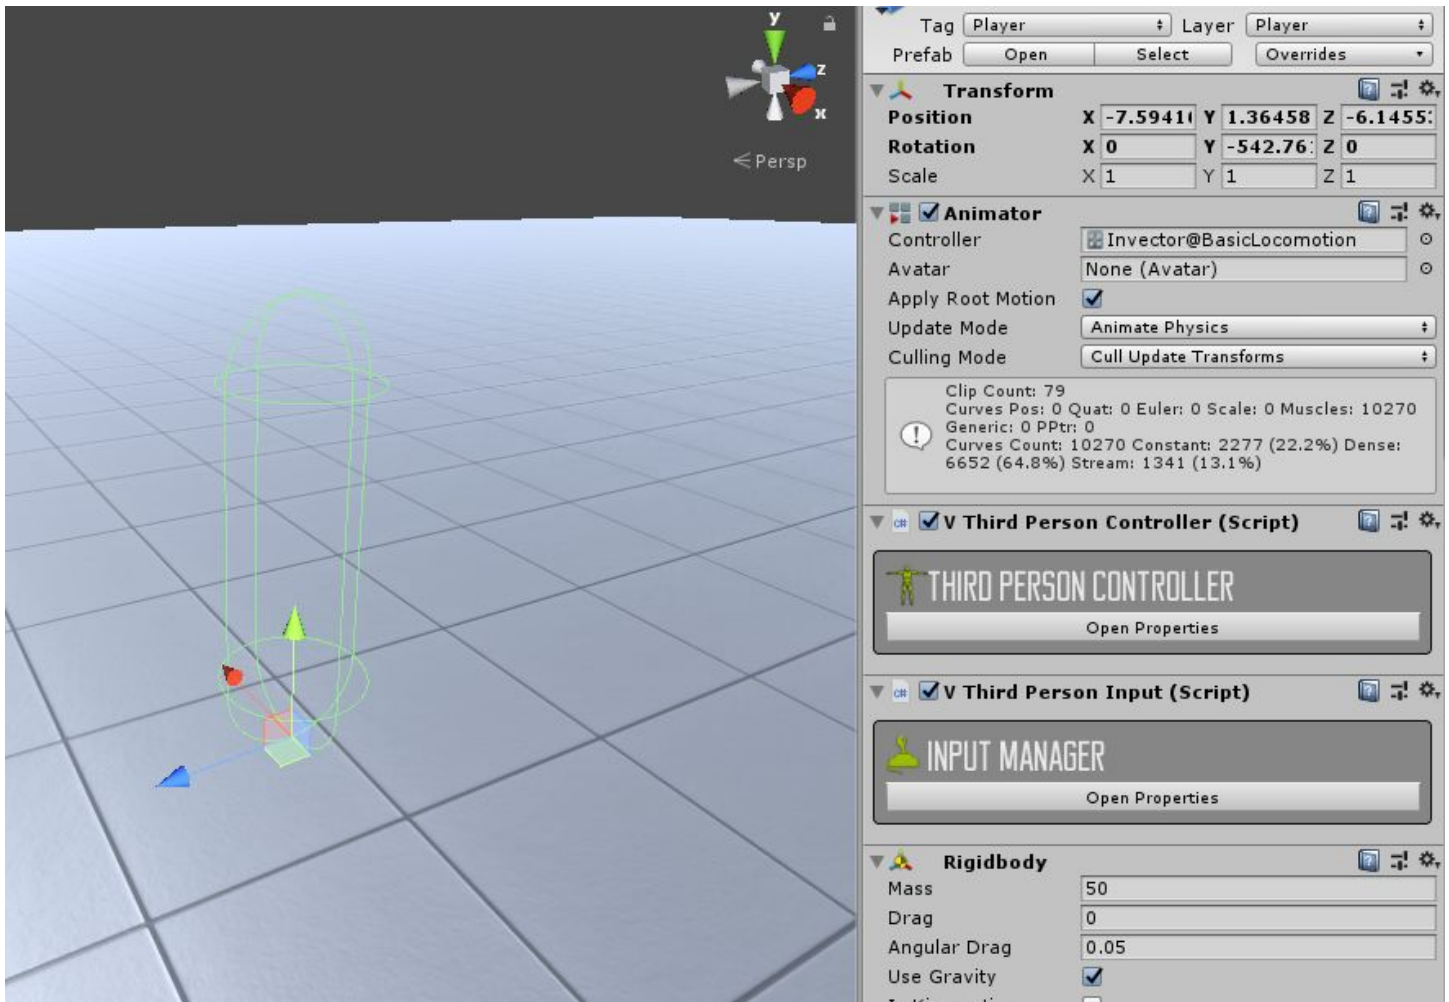 y
z
x
Persp
Tag Player Layer Player
Prefab Open Select Overrides
Transform
Position X -7.5941 Y 1.36458 Z -6.1455
Rotation X 0 Y -542.76 Z 0
Scale X 1 Y 1 Z 1
Animator
Controller Invector@BasicLocomotion
Avatar None (Avatar)
Apply Root Motion
Update Mode Animate Physics
Culling Mode Cull Update Transforms
Clip Count: 79
Curves Pos: 0 Quat: 0 Euler: 0 Scale: 0 Muscles: 10270
Generic: 0 PPtr: 0
Curves Count: 10270 Constant: 2277 (22.2%) Dense:
6652 (64.8%) Stream: 1341 (13.1%)
C# V Third Person Controller (Script)
THIRD PERSON CONTROLLER
Open Properties
C# V Third Person Input (Script)
INPUT MANAGER
Open Properties
Rigidbody
Mass 50
Drag 0
Angular Drag 0.05
Use Gravity